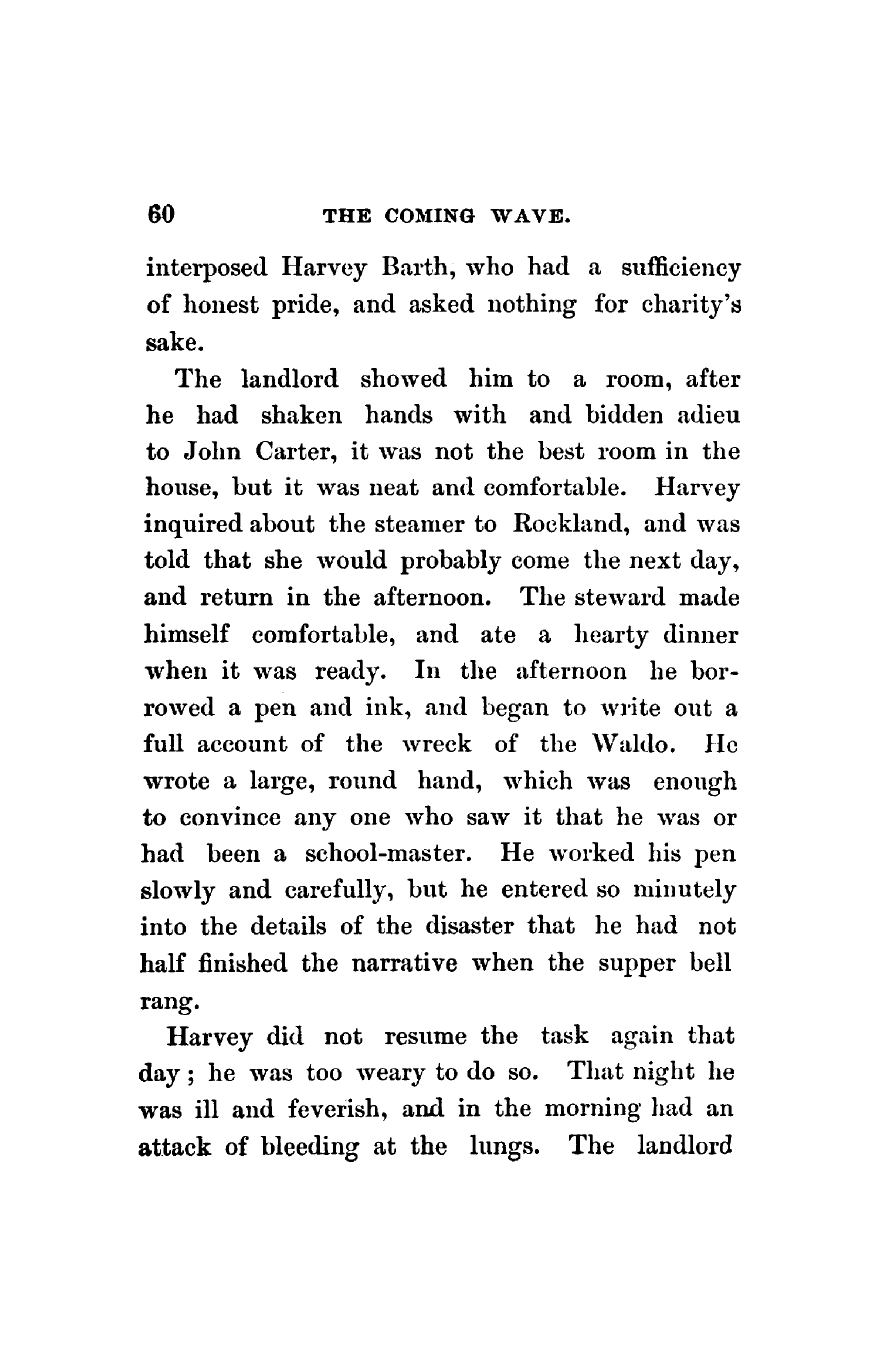 60 THE COMING WAVE.
interposed Harvey Barth, who had a sufficiency
of honest pride, and asked nothing for charity's
sake.
The landlord showed him to a room, after
he had shaken hands with and bidden adieu
to John Carter, it was not the best room in the
house, but it was neat and comfortable. Harvey
inquired about the steamer to Rockland, and was
told that she would probably come the next day,
and return in the afternoon. The steward made
himself comfortable, and ate a hearty dinner
when it was ready. In the afternoon he bor-
rowed a pen and ink, and began to write out a
full account of the wreck of the Waldo. He
wrote a large, round hand, which was enough
to convince any one who saw it that he was or
had been a school-master. He worked his pen
slowly and carefully, but he entered so minutely
into the details of the disaster that he had not
half finished the narrative when the supper bell
rang.
Harvey did not resume the task again that
day ; he was too weary to do so. That night he
was ill and feverish, and in the morning had an
attack of bleeding at the lungs. The landlord